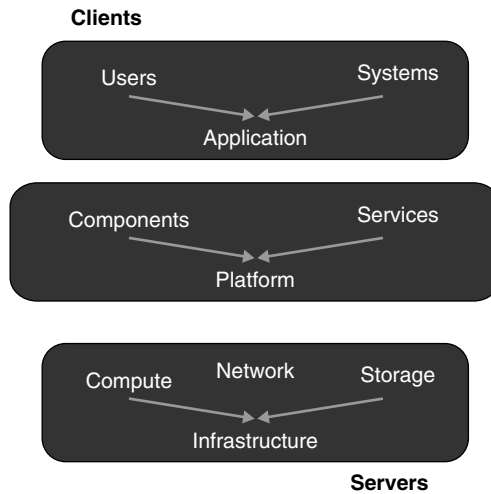 Clients
Users
Systems
Application
Components
Services
Platform
Compute
Network
Storage
Infrastructure
Servers